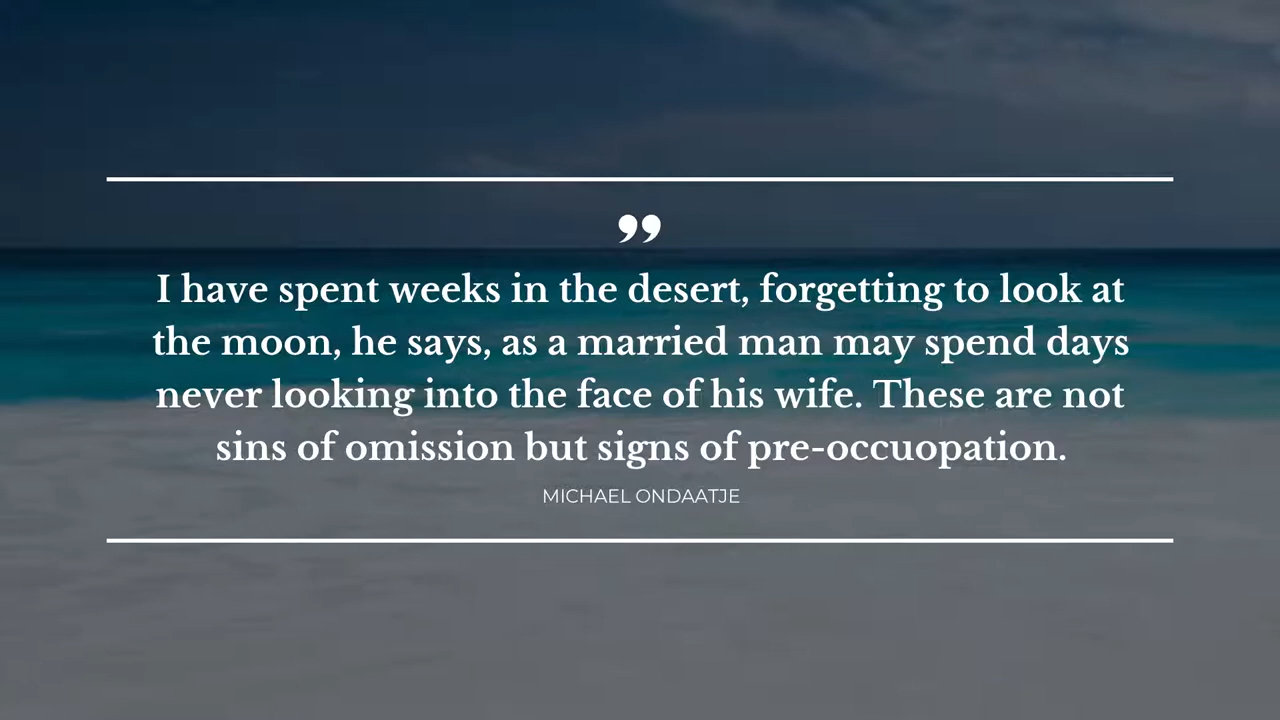 ”
I have spent weeks in the desert, forgetting to look at
the moon, he says, as a married man may spend days
never looking into the face of his wife. These are not
sins of omission but signs of pre-occuopation.
MICHAEL ONDAATJE